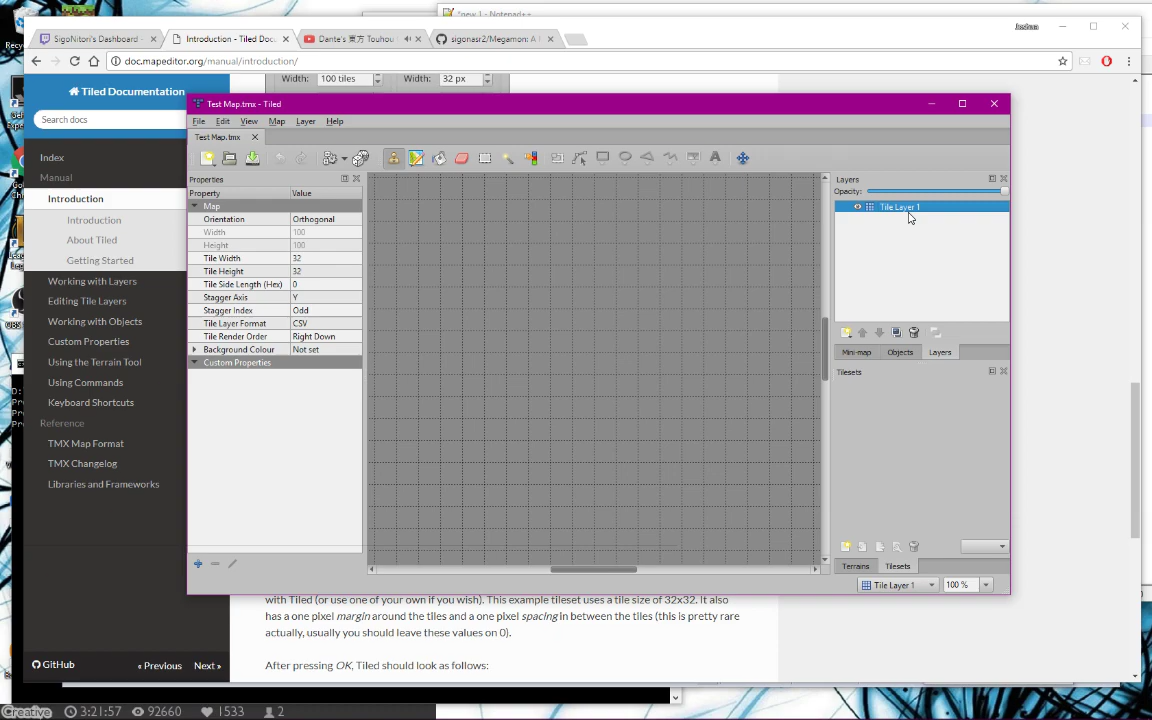 *new 1 - Notepad++
Jieshun
SigoNitori's Dashboard -
Introduction - Tiled Doc
Dante's 東方 Touhou
sigonasr2/Megamon: A
doc.mapeditor.org/manual/introduction/
Tiled Documentation
Width: 100 tiles Width: 32 px
Search docs
Index
Manual
Introduction
Introduction
About Tiled
Getting Started
Working with Layers
Editing Tile Layers
Working with Objects
Custom Properties
Using the Terrain Tool
Using Commands
Keyboard Shortcuts
Reference
TMX Map Format
TMX Changelog
Libraries and Frameworks
GitHub
« Previous Next »
Test Map.tmx - Tiled
File Edit View Map Layer Help
Test Map.tmx
Properties
Property Value
Map
Orientation Orthogonal
Width 100
Height 100
Tile Width 32
Tile Height 32
Tile Side Length (Hex) 0
Stagger Axis Y
Stagger Index Odd
Tile Layer Format CSV
Tile Render Order Right Down
Background Colour Not set
Custom Properties
Layers
Opacity:
Tile Layer 1
Mini-map Objects Layers
Tilesets
Terrains Tilesets
Tile Layer 1 100 %
with Tiled (or use one of your own if you wish). This example tileset uses a tile size of 32x32. It also
has a one pixel margin around the tiles and a one pixel spacing in between the tiles (this is pretty rare
actually, usually you should leave these values on 0).
After pressing OK, Tiled should look as follows:
Creative 3:21:57 92660 1533 2